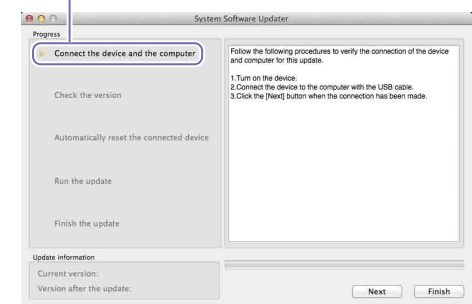 System Software Updater
Progress
Connect the device and the computer
Check the version
Automatically reset the connected device
Run the update
Finish the update
Follow the following procedures to verify the connection of the device
and computer for this update.
1.Turn on the device.
2.Connect the device to the computer with the USB cable.
3.Click the [Next] button when the connection has been made.
Update information
Current version:
Version after the update:
Next
Finish